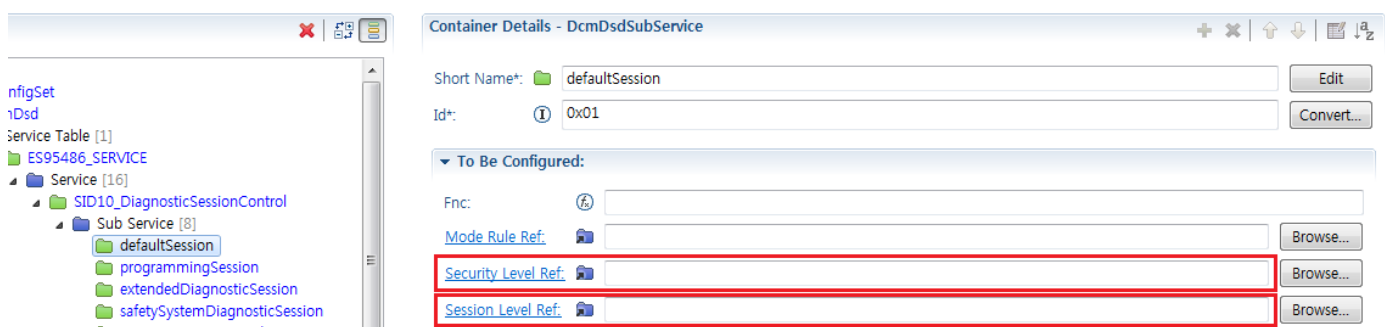 Container Details - DcmDsdSubService
Short Name*: defaultSession Edit
Id*: 0x01 Convert...
To Be Configured:
Fnc:
Mode Rule Ref: Browse...
Security Level Ref: Browse...
Session Level Ref: Browse...
nfigSet
Dsd
Service Table [1]
ES95486_SERVICE
Service [16]
SID10_DiagnosticSessionControl
Sub Service [8]
defaultSession
programmingSession
extendedDiagnosticSession
safetySystemDiagnosticSession